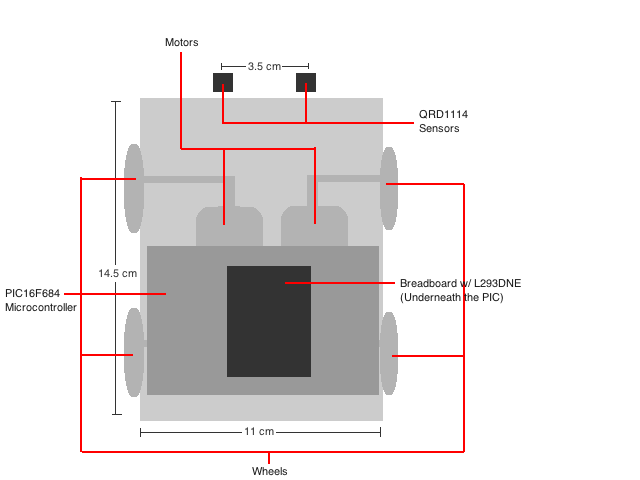 Motors
3.5 cm
QRD1114
Sensors
14.5 cm
PIC16F684
Microcontroller
Breadboard w/ L293DNE
(Underneath the PIC)
11 cm
Wheels